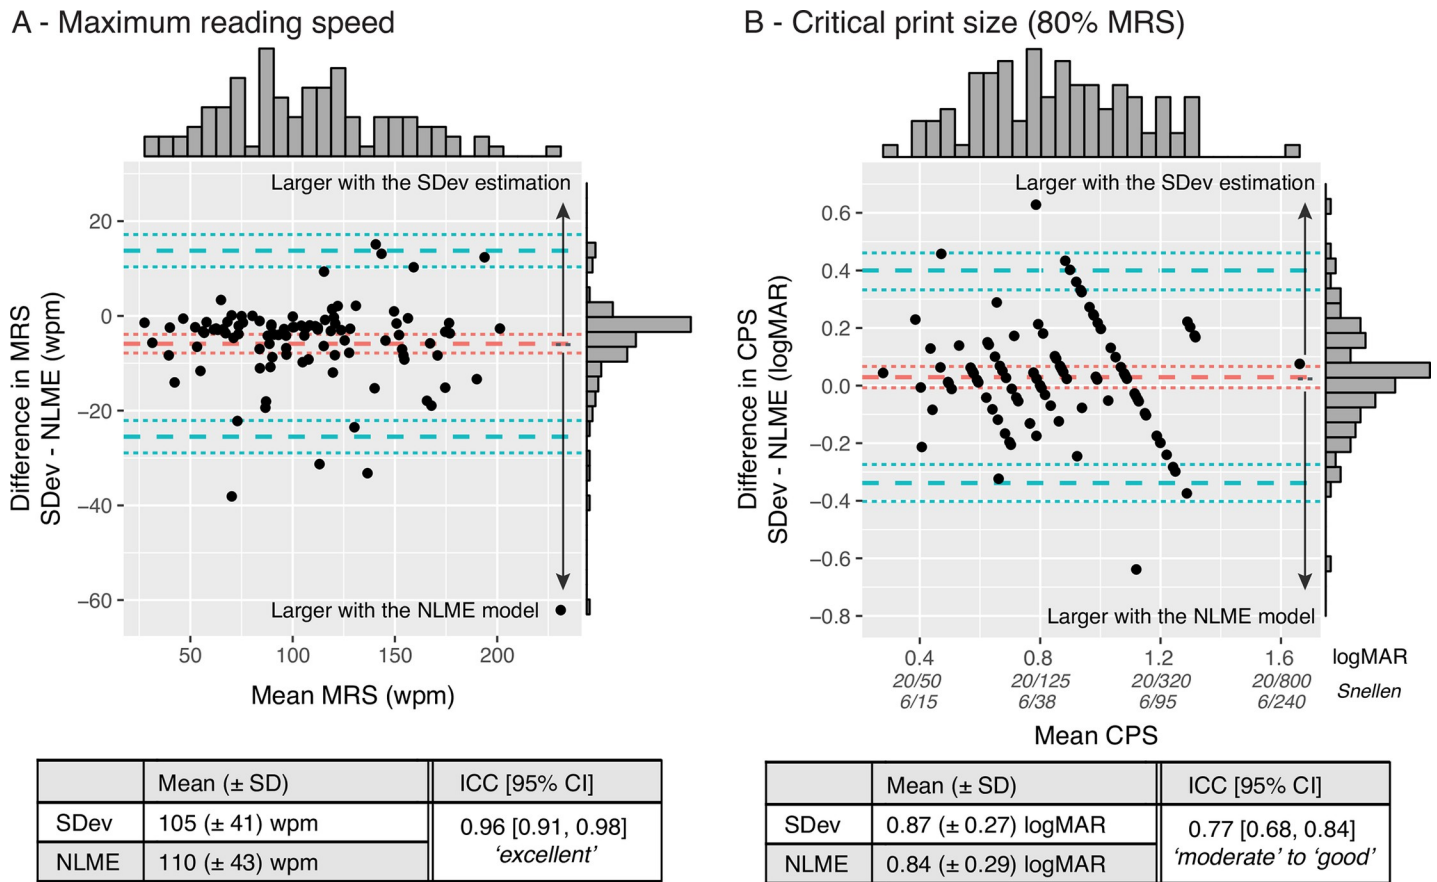 A - Maximum reading speed
Larger with the SDev estimation
20
0
−20
−40
−60
Difference in MRS
SDev - NLME (wpm)
Larger with the NLME model
50 100 150 200
Mean MRS (wpm)
Mean (± SD) ICC [95% CI]
SDev 105 (± 41) wpm 0.96 [0.91, 0.98]
‘excellent’
NLME 110 (± 43) wpm
B - Critical print size (80% MRS)
Larger with the SDev estimation
0.6
0.4
0.2
0.0
−0.2
−0.4
−0.6
−0.8
Difference in CPS
SDev - NLME (logMAR)
Larger with the NLME model
0.4 0.8 1.2 1.6 logMAR
20/50 20/125 20/320 20/800 Snellen
6/15 6/38 6/95 6/240
Mean CPS
Mean (± SD) ICC [95% CI]
SDev 0.87 (± 0.27) logMAR 0.77 [0.68, 0.84]
‘moderate’ to ‘good’
NLME 0.84 (± 0.29) logMAR